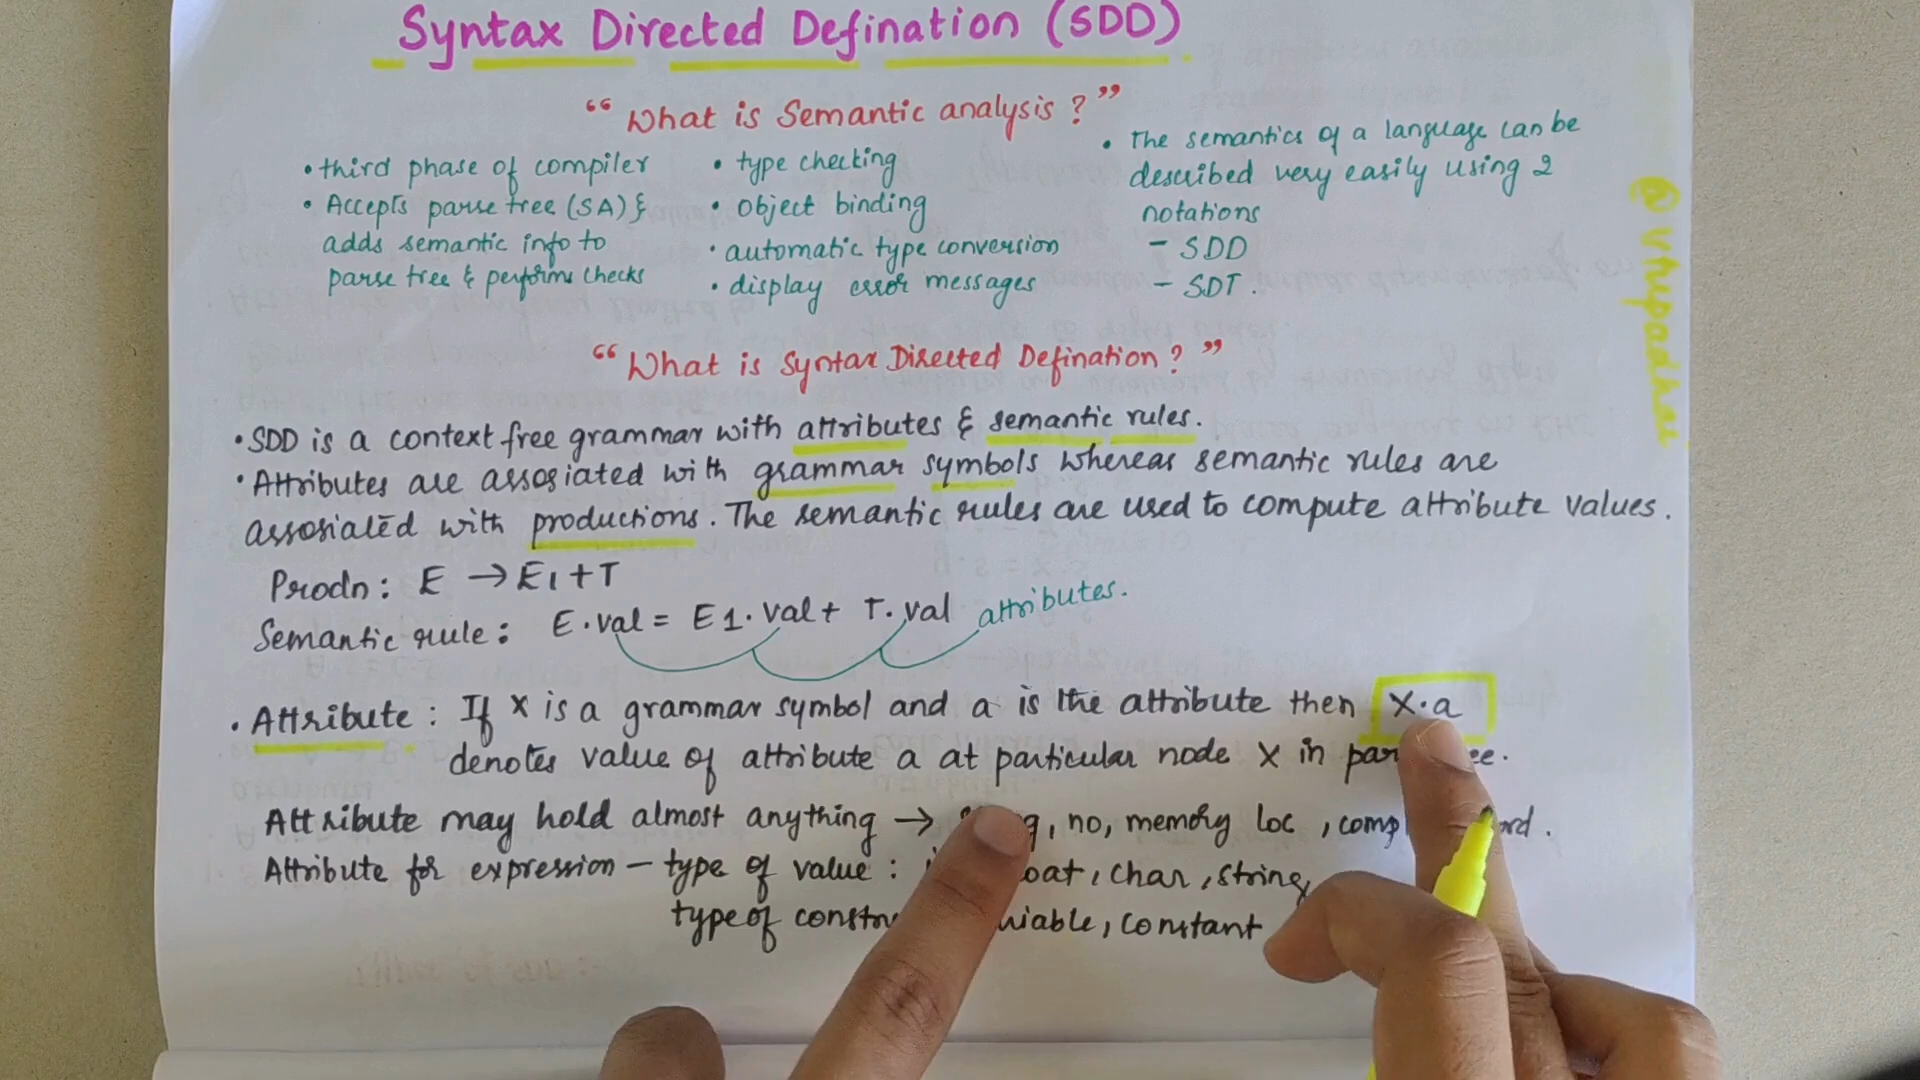 Syntax Directed Defination (SDD)
“What is Semantic analysis?”
• third phase of compiler
• Accepts parse tree (SA) &
adds semantic info to
parse tree & performs checks
• type checking
• object binding
• automatic type conversion
• display error messages
• The semantics of a language can be
described very easily using 2
notations
- SDD
- SDT.
“What is Syntax Directed Defination?”
• SDD is a context free grammar with attributes & semantic rules.
• Attributes are assosiated with grammar symbols whereas semantic rules are
assosiated with productions. The semantic rules are used to compute attribute values.
Prodn: E → E1+T
Semantic rule: E.val = E1.val + T.val attributes.
• Attribute: If X is a grammar symbol and a is the attribute then X.a
denotes value of attribute a at particular node X in
Attribute may hold almost anything → , no, memory loc ,
Attribute for expression - type of value : , char, string
type of , constant
@vhupadhai